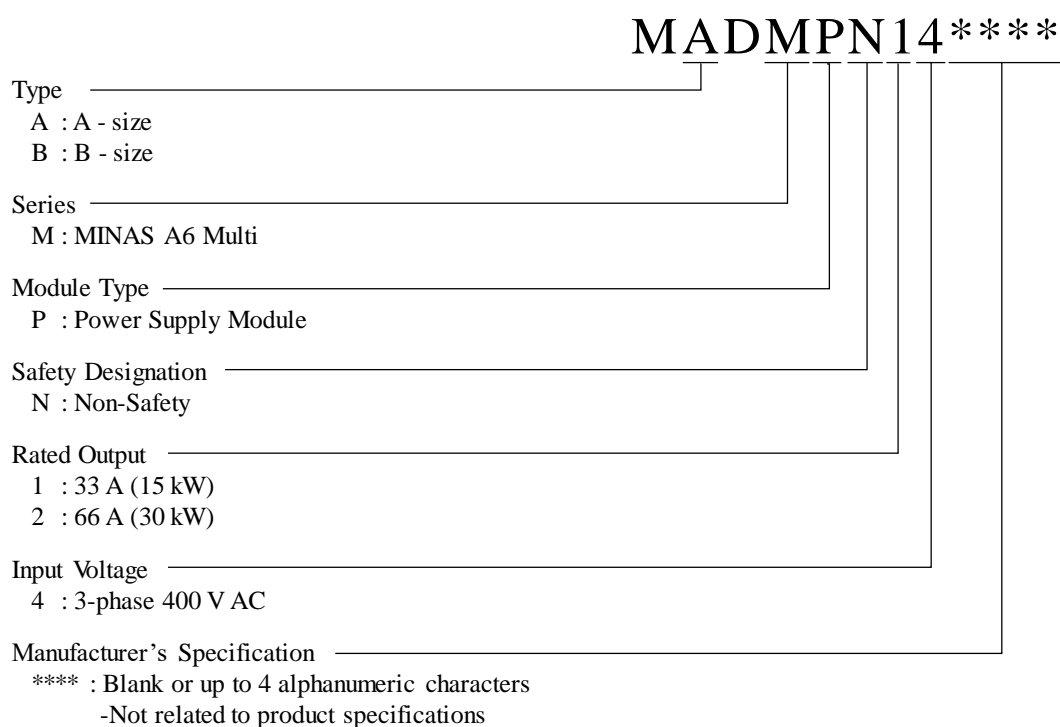 MADMPN14****
Type
A : A - size
B : B - size
Series
M : MINAS A6 Multi
Module Type
P : Power Supply Module
Safety Designation
N : Non-Safety
Rated Output
1 : 33 A (15 kW)
2 : 66 A (30 kW)
Input Voltage
4 : 3-phase 400 V AC
Manufacturer’s Specification
**** : Blank or up to 4 alphanumeric characters
-Not related to product specifications